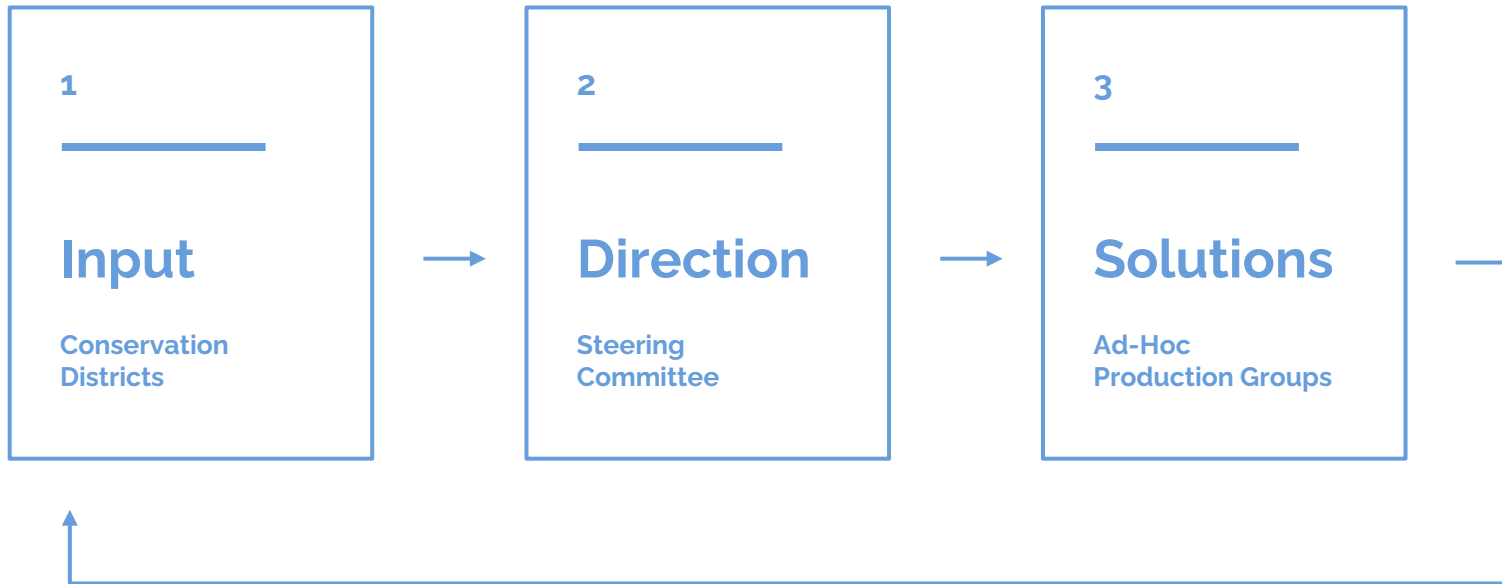 1
Input
Conservation
Districts
2
Direction
Steering
Committee
3
Solutions
Ad-Hoc
Production Groups